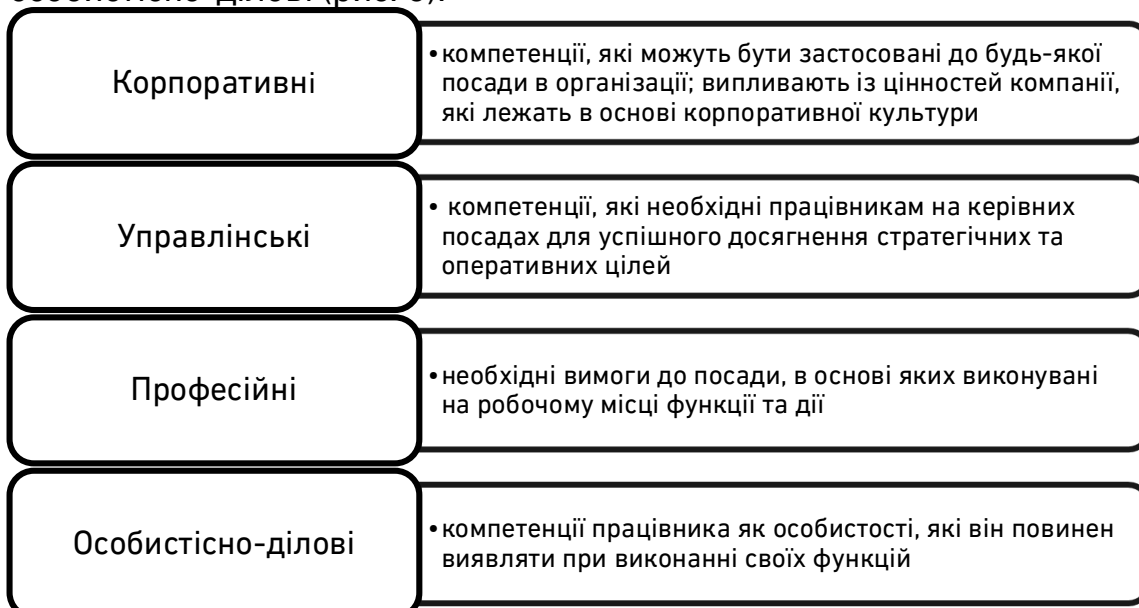 Корпоративні
•компетенції, які можуть бути застосовані до будь-якої
посади в організації; випливають із цінностей компанії,
які лежать в основі корпоративної культури
Управлінські
• компетенції, які необхідні працівникам на керівних
посадах для успішного досягнення стратегічних та
оперативних цілей
Професійні
•необхідні вимоги до посади, в основі яких виконувані
на робочому місці функції та дії
Особистісно-ділові
•компетенції працівника як особистості, які він повинен
виявляти при виконанні своїх функцій